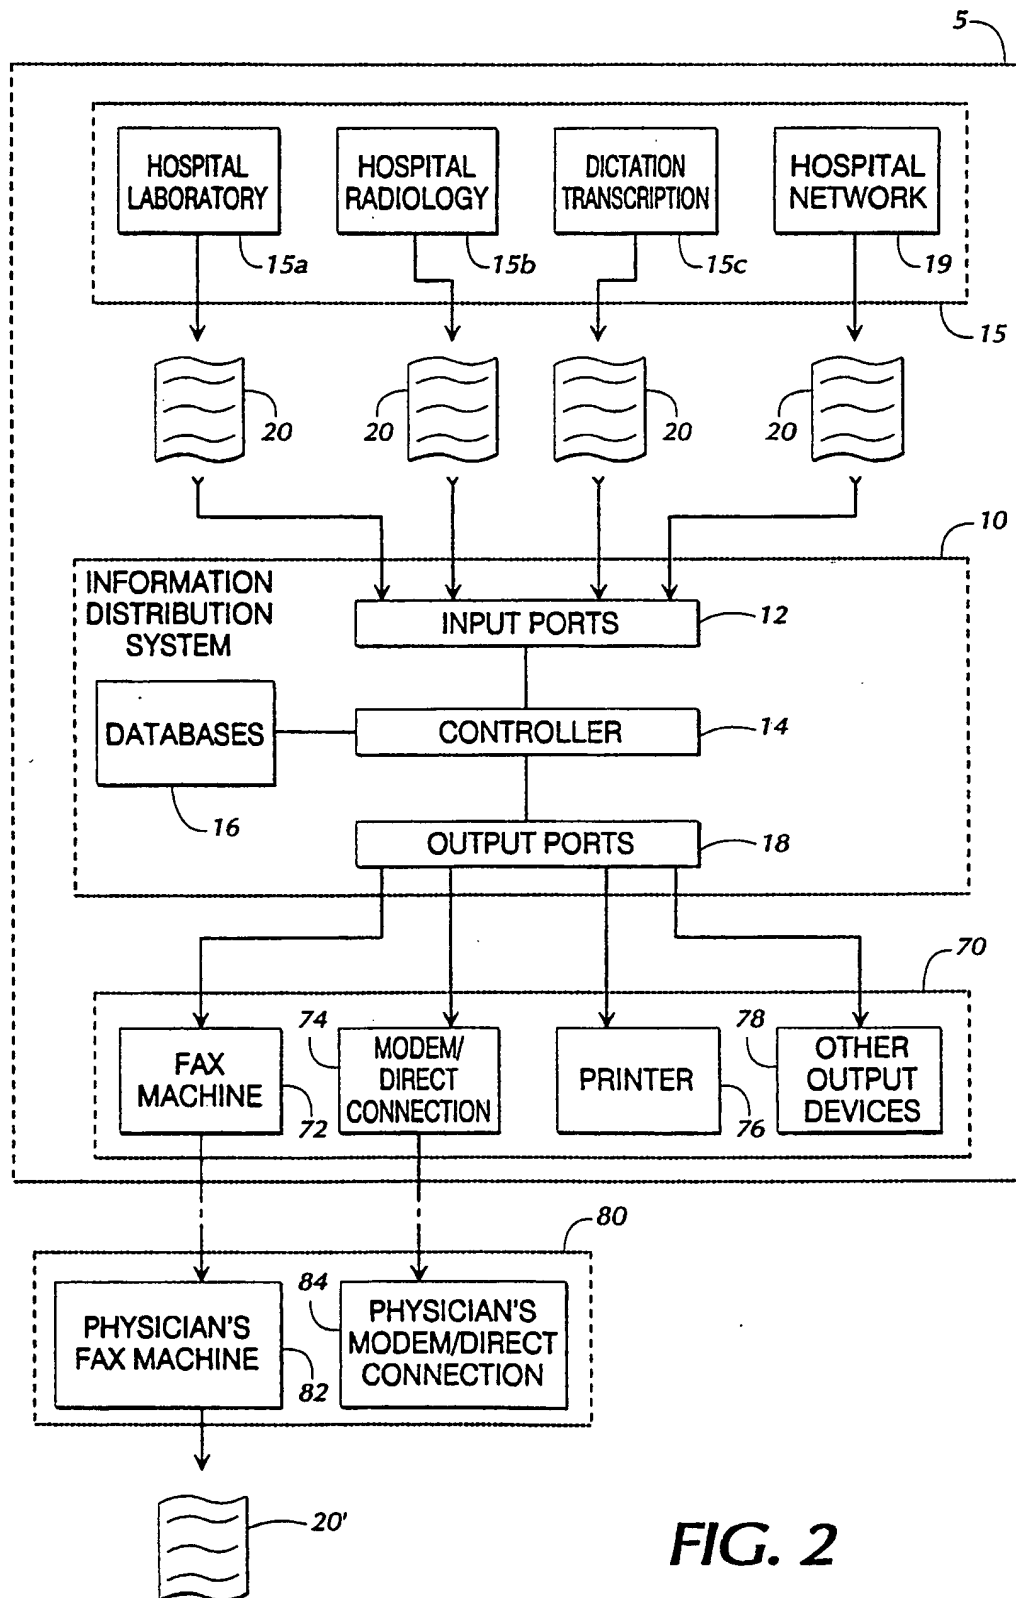 5
HOSPITAL
LABORATORY
HOSPITAL
RADIOLOGY
DICTATION
TRANSCRIPTION
HOSPITAL
NETWORK
15a
15b
15c
19
15
20
20
20
20
10
INFORMATION
DISTRIBUTION
SYSTEM
INPUT PORTS
12
DATABASES
CONTROLLER
14
16
OUTPUT PORTS
18
70
FAX
MACHINE
72
74
MODEM/
DIRECT
CONNECTION
PRINTER
76
78
OTHER
OUTPUT
DEVICES
80
PHYSICIAN'S
FAX MACHINE
82
84
PHYSICIAN'S
MODEM/DIRECT
CONNECTION
20'
FIG. 2